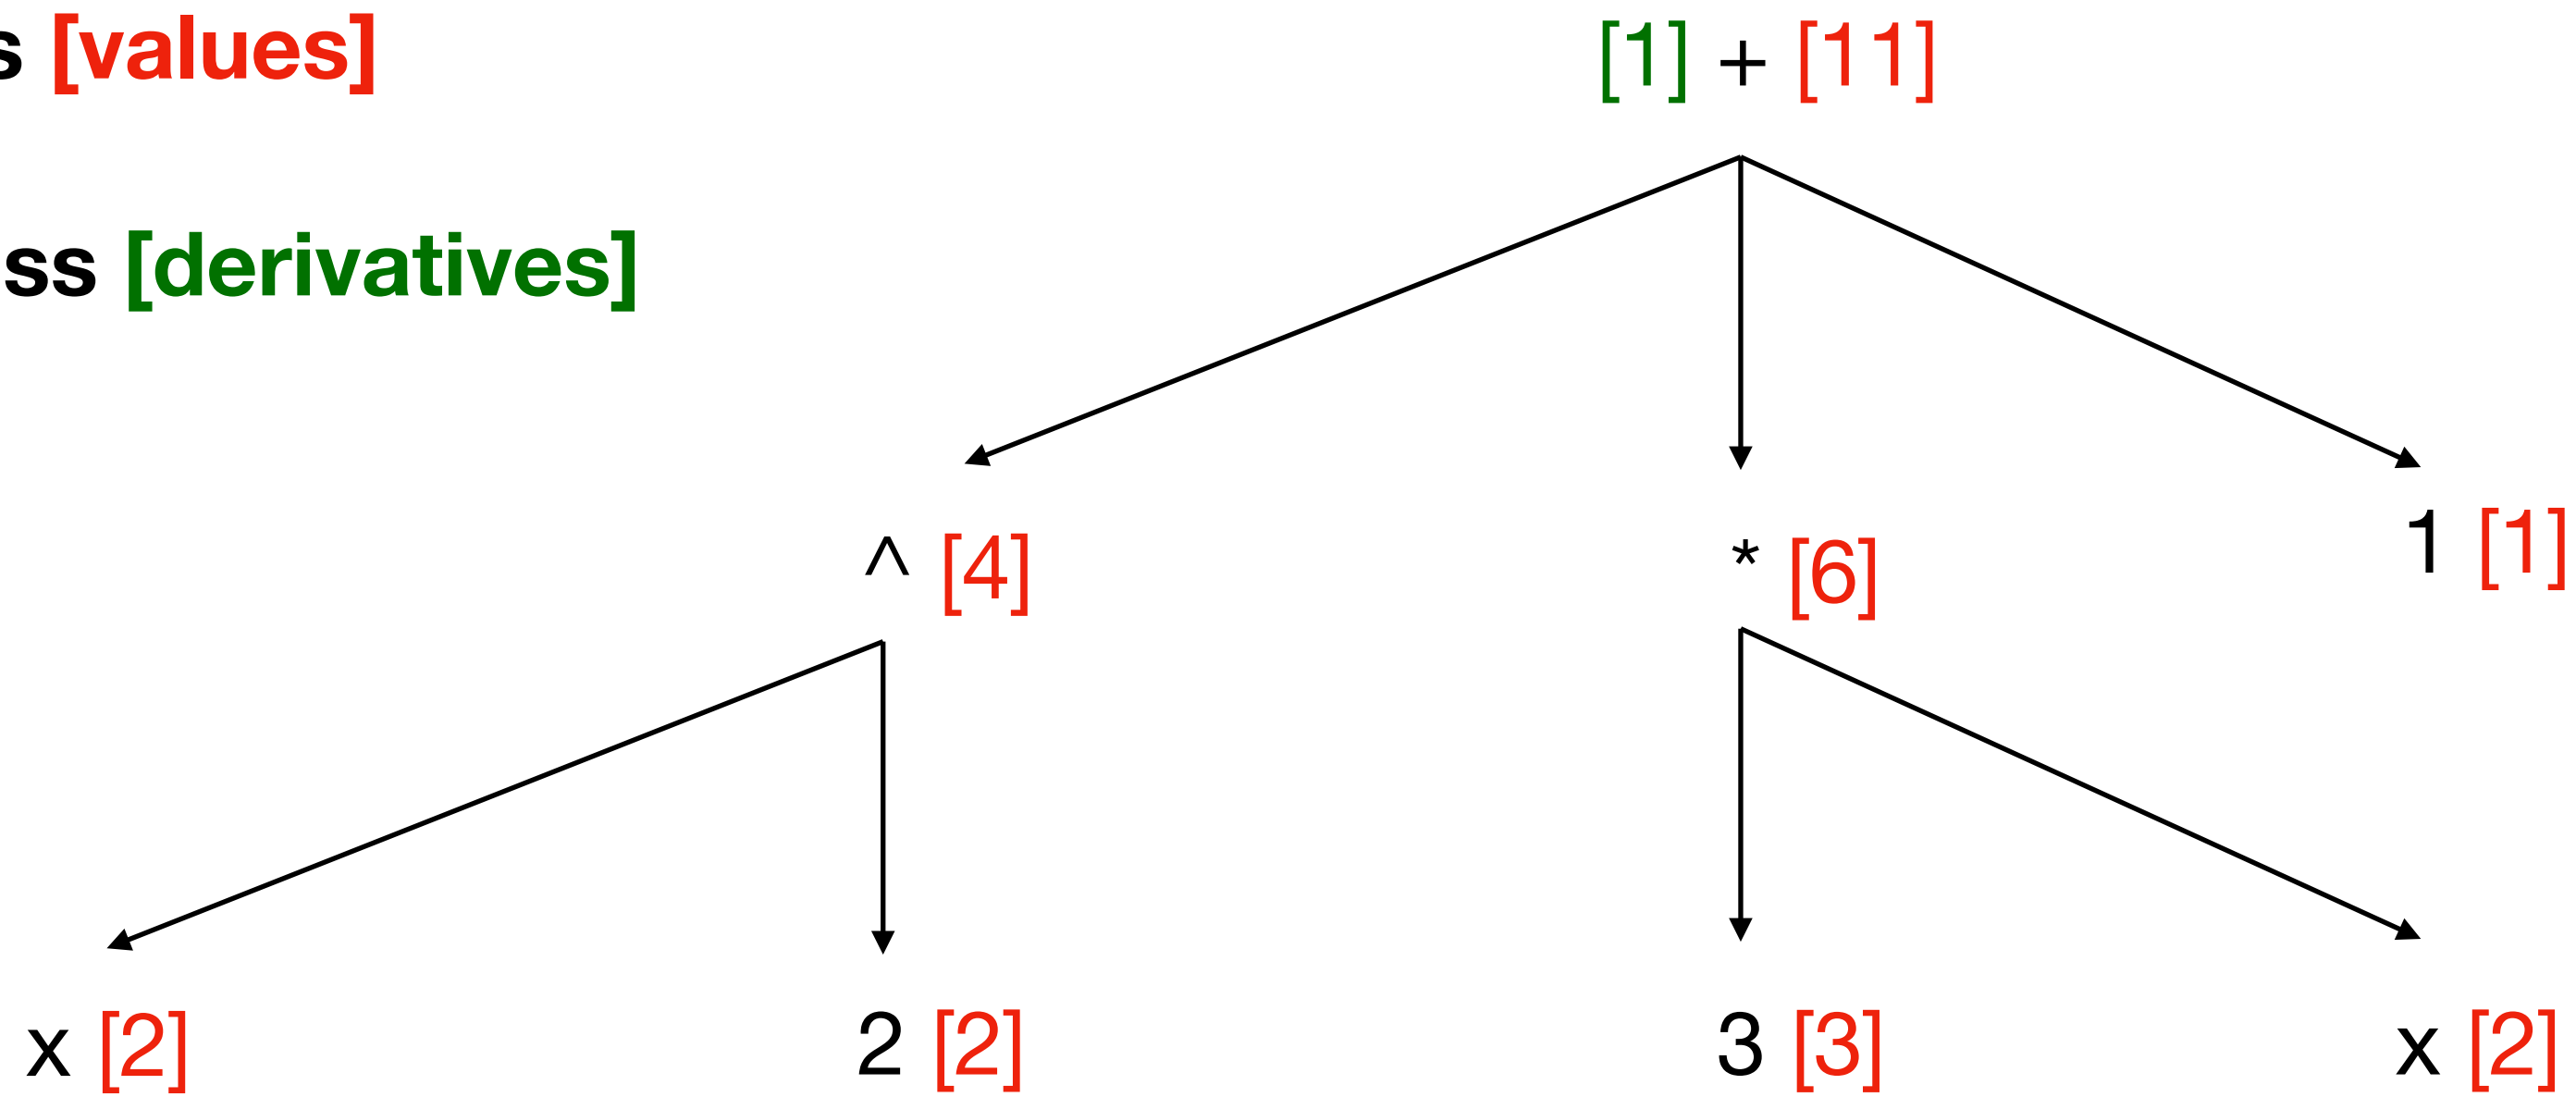 s [values]
[1] + [11]
ss [derivatives]
^ [4]
* [6]
1 [1]
x [2]
2 [2]
3 [3]
x [2]